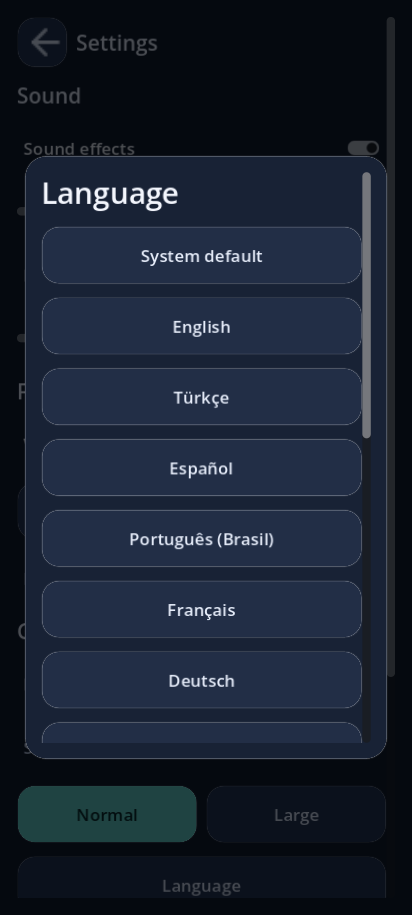 Settings
Sound
Sound effects
Language
System default
English
Türkçe
Español
Português (Brasil)
Français
Deutsch
Normal
Large
Language